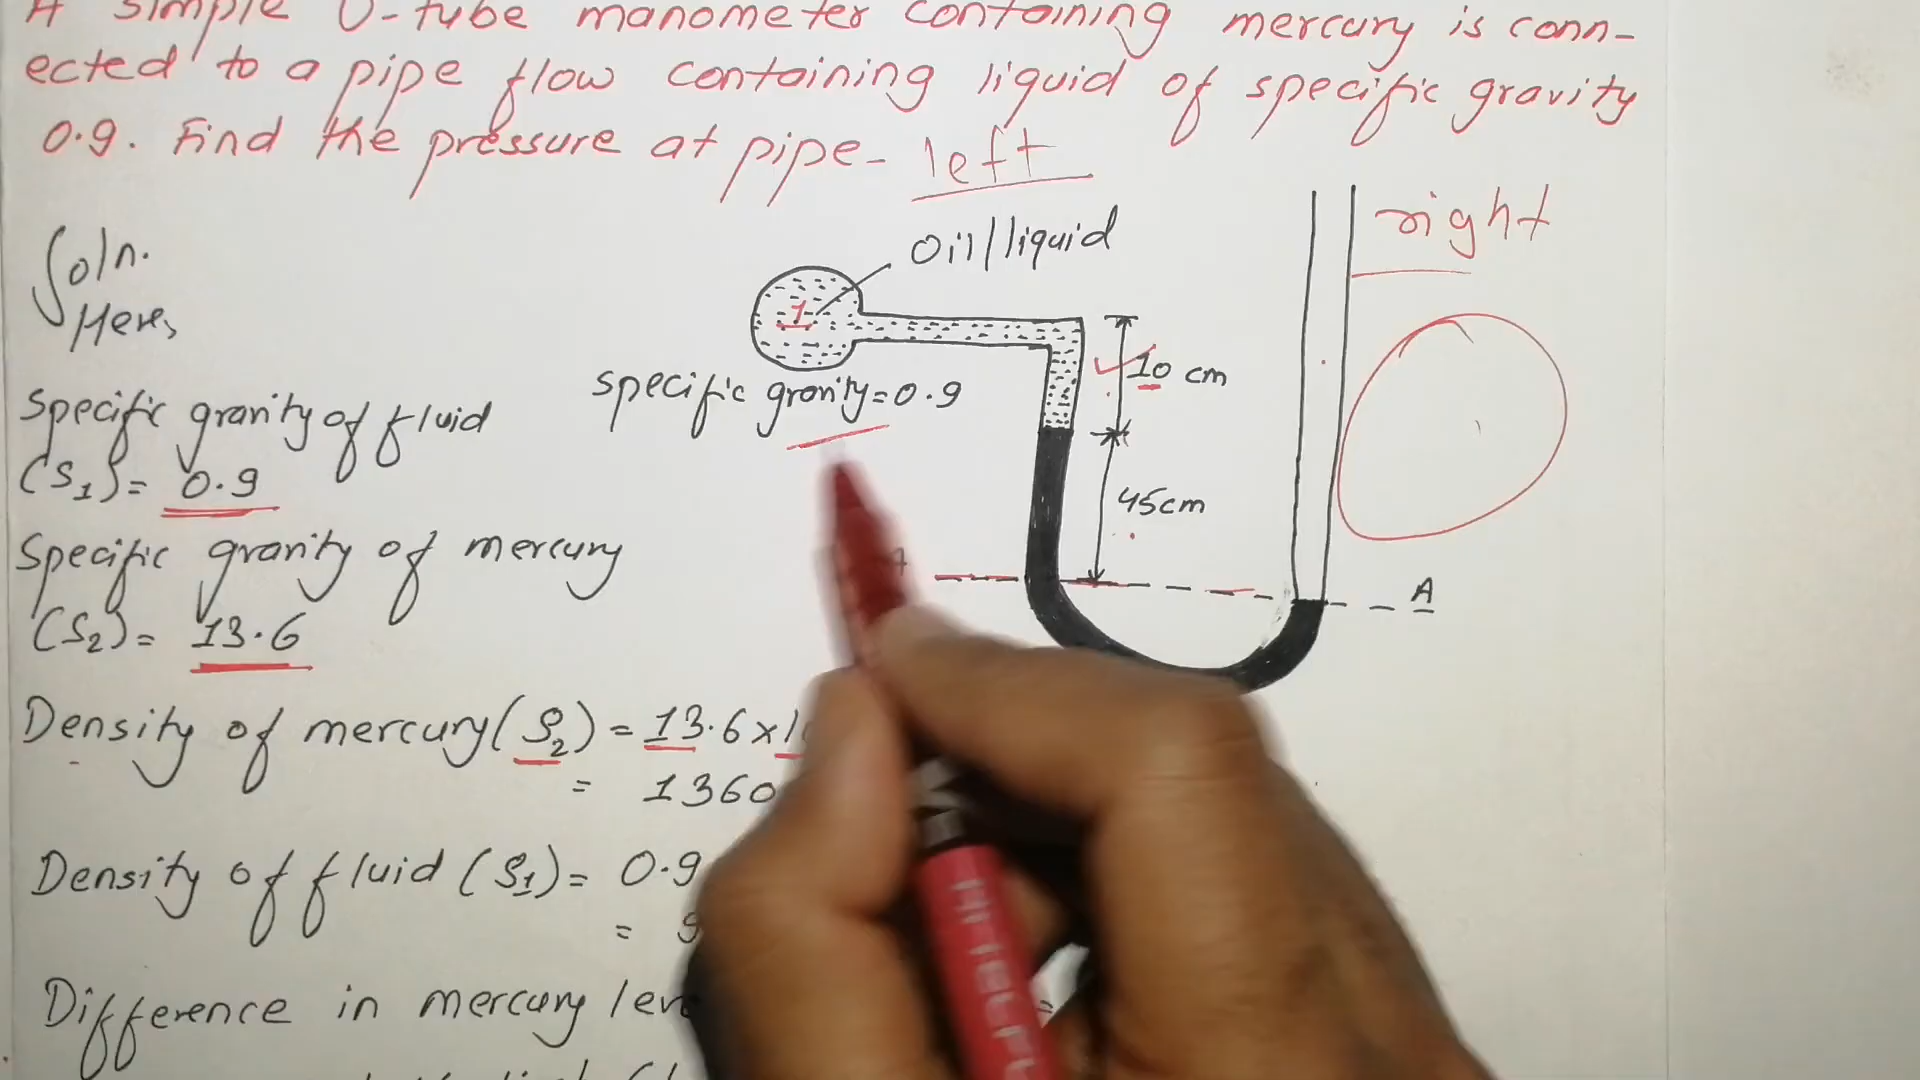 A simple U-tube manometer containing mercury is conn-
ected to a pipe flow containing liquid of specific gravity
0.9. Find the pressure at pipe- left
right
Soln.
Here,
Oil/liquid
1
10 cm
specific gravity=0.9
45cm
A
A
Specific gravity of fluid
(S1)= 0.9
Specific gravity of mercury
(S2)= 13.6
Density of mercury(ρ2) = 13.6×1
= 1360
Density of fluid (ρ1)= 0.9
=
Difference in mercury
=